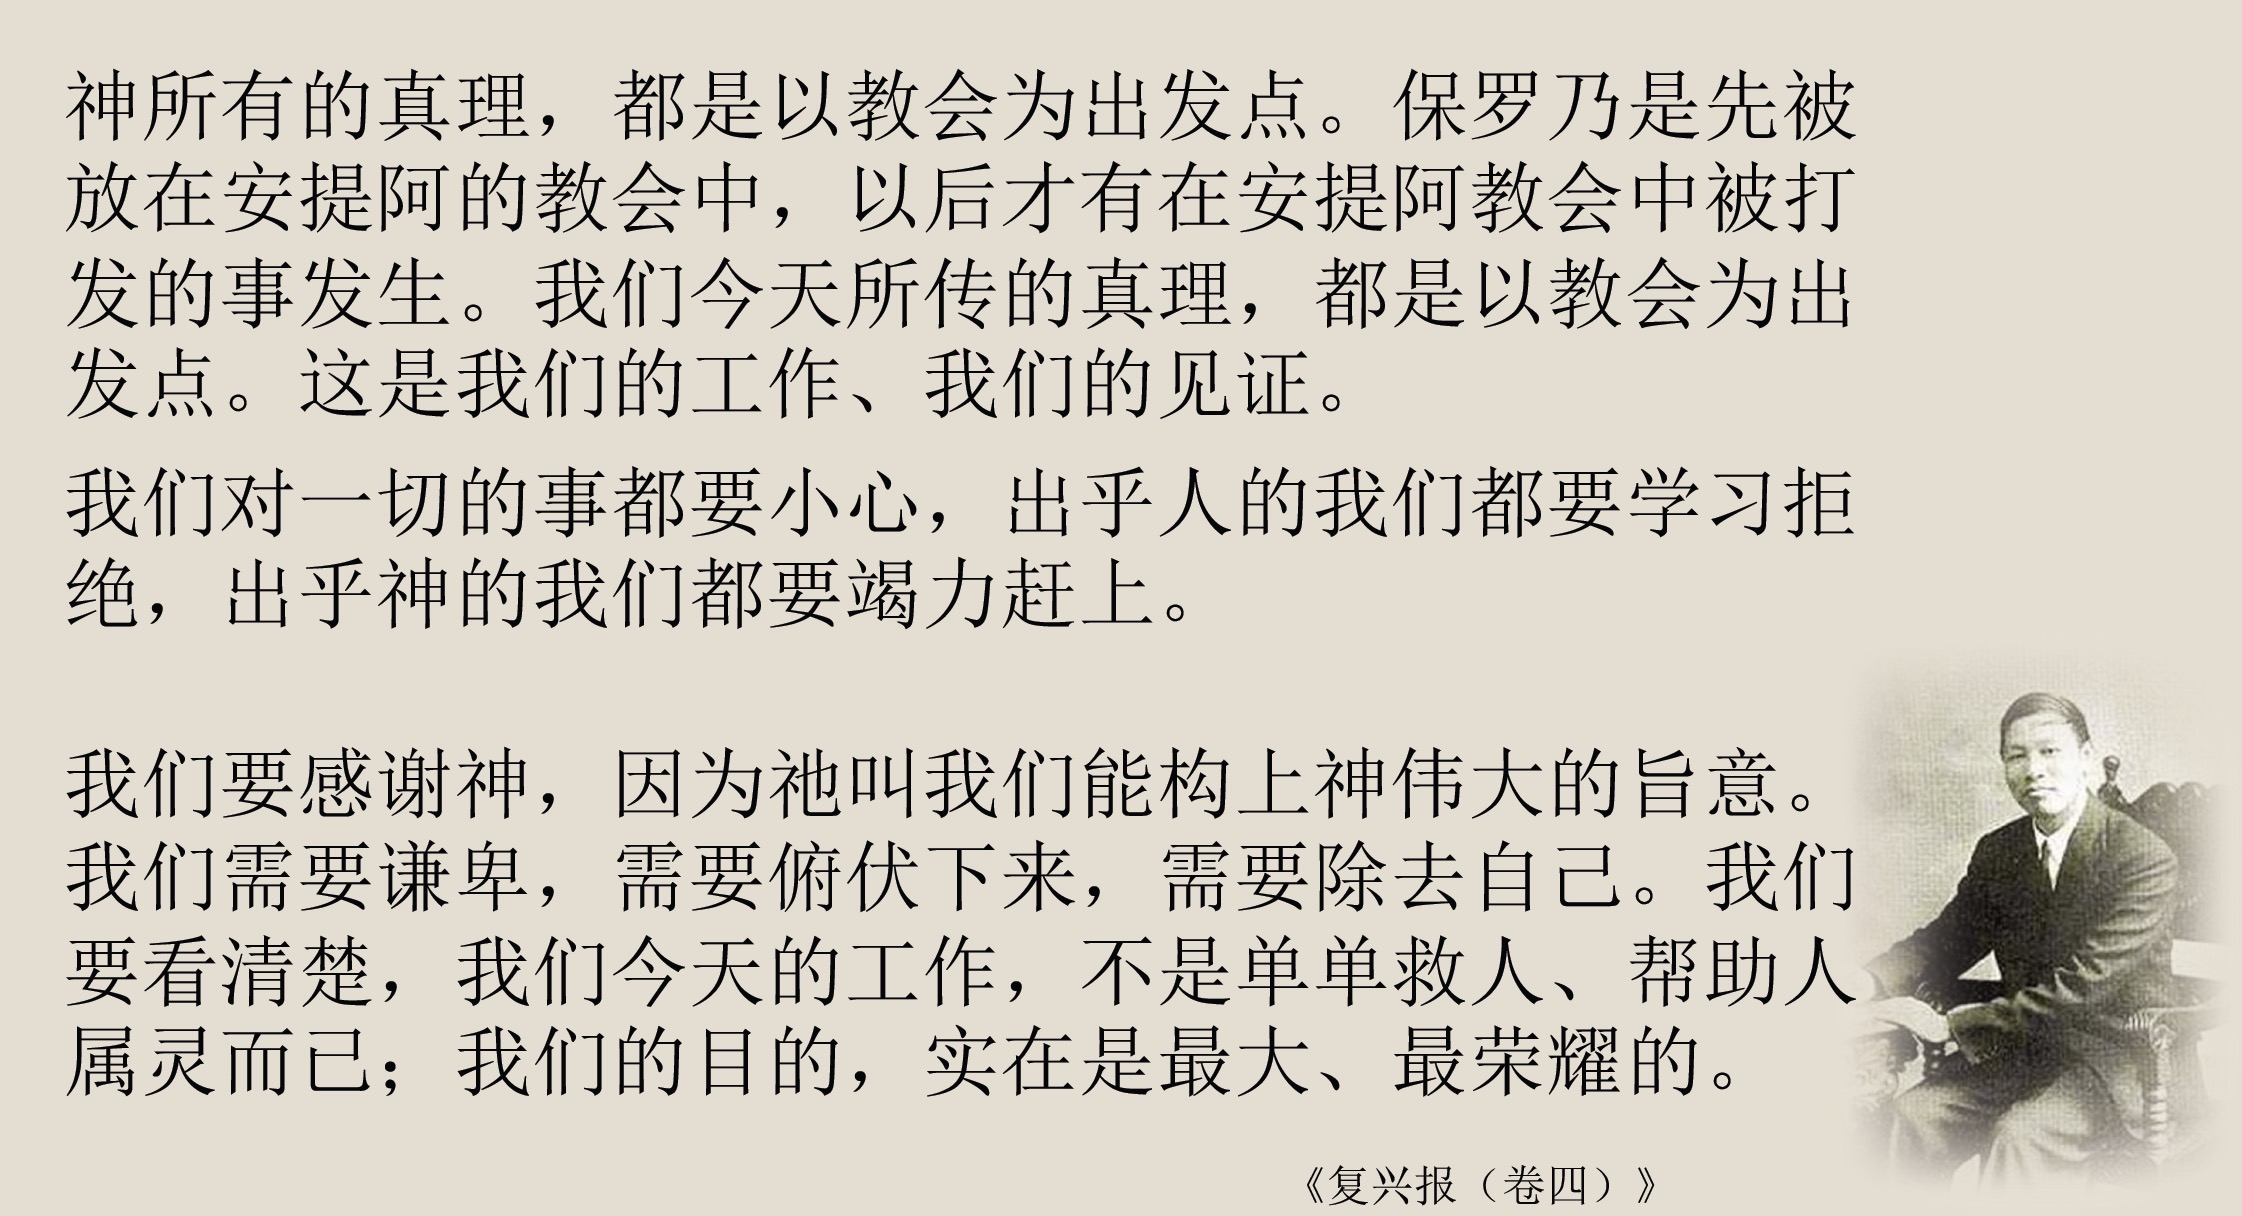 神所有的真理，都是以教会为出发点。保罗乃是先被
放在安提阿的教会中，以后才有在安提阿教会中被打
发的事发生。我们今天所传的真理，都是以教会为出
发点。这是我们的工作、我们的见证。
我们对一切的事都要小心，出乎人的我们都要学习拒
绝，出乎神的我们都要竭力赶上。
我们要感谢神，因为祂叫我们能构上神伟大的旨意。
我们需要谦卑，需要俯伏下来，需要除去自己。我们
要看清楚，我们今天的工作，不是单单救人、帮助人
属灵而已；我们的目的，实在是最大、最荣耀的。
《复兴报（卷四）》